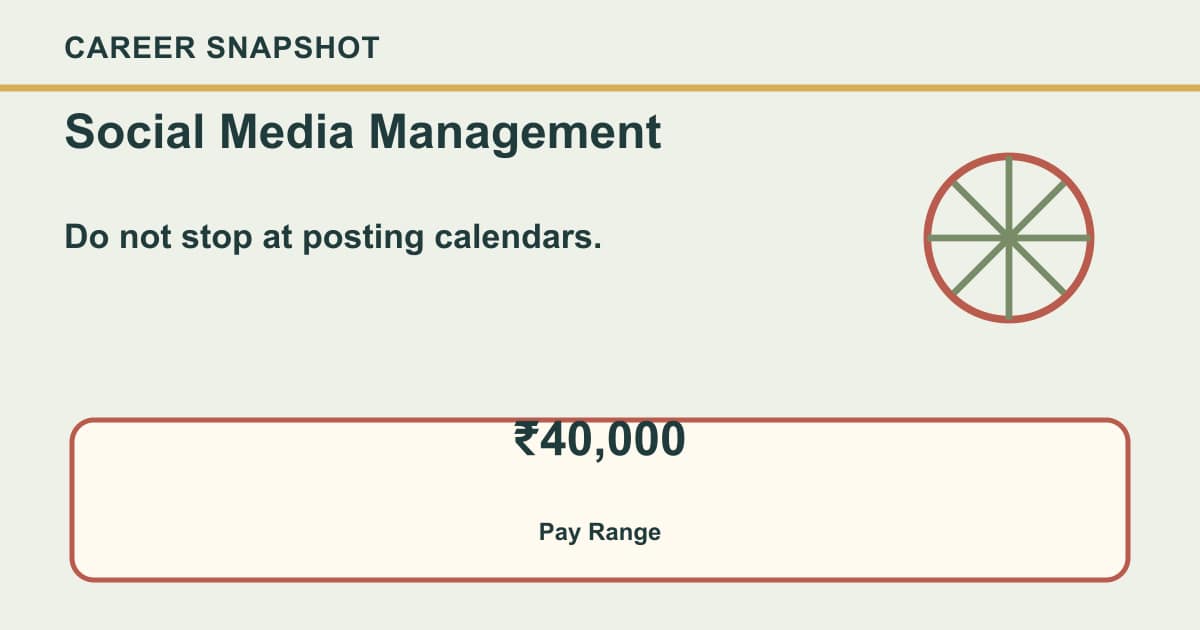 CAREER SNAPSHOT
Social Media Management
Do not stop at posting calendars.
₹40,000
Pay Range